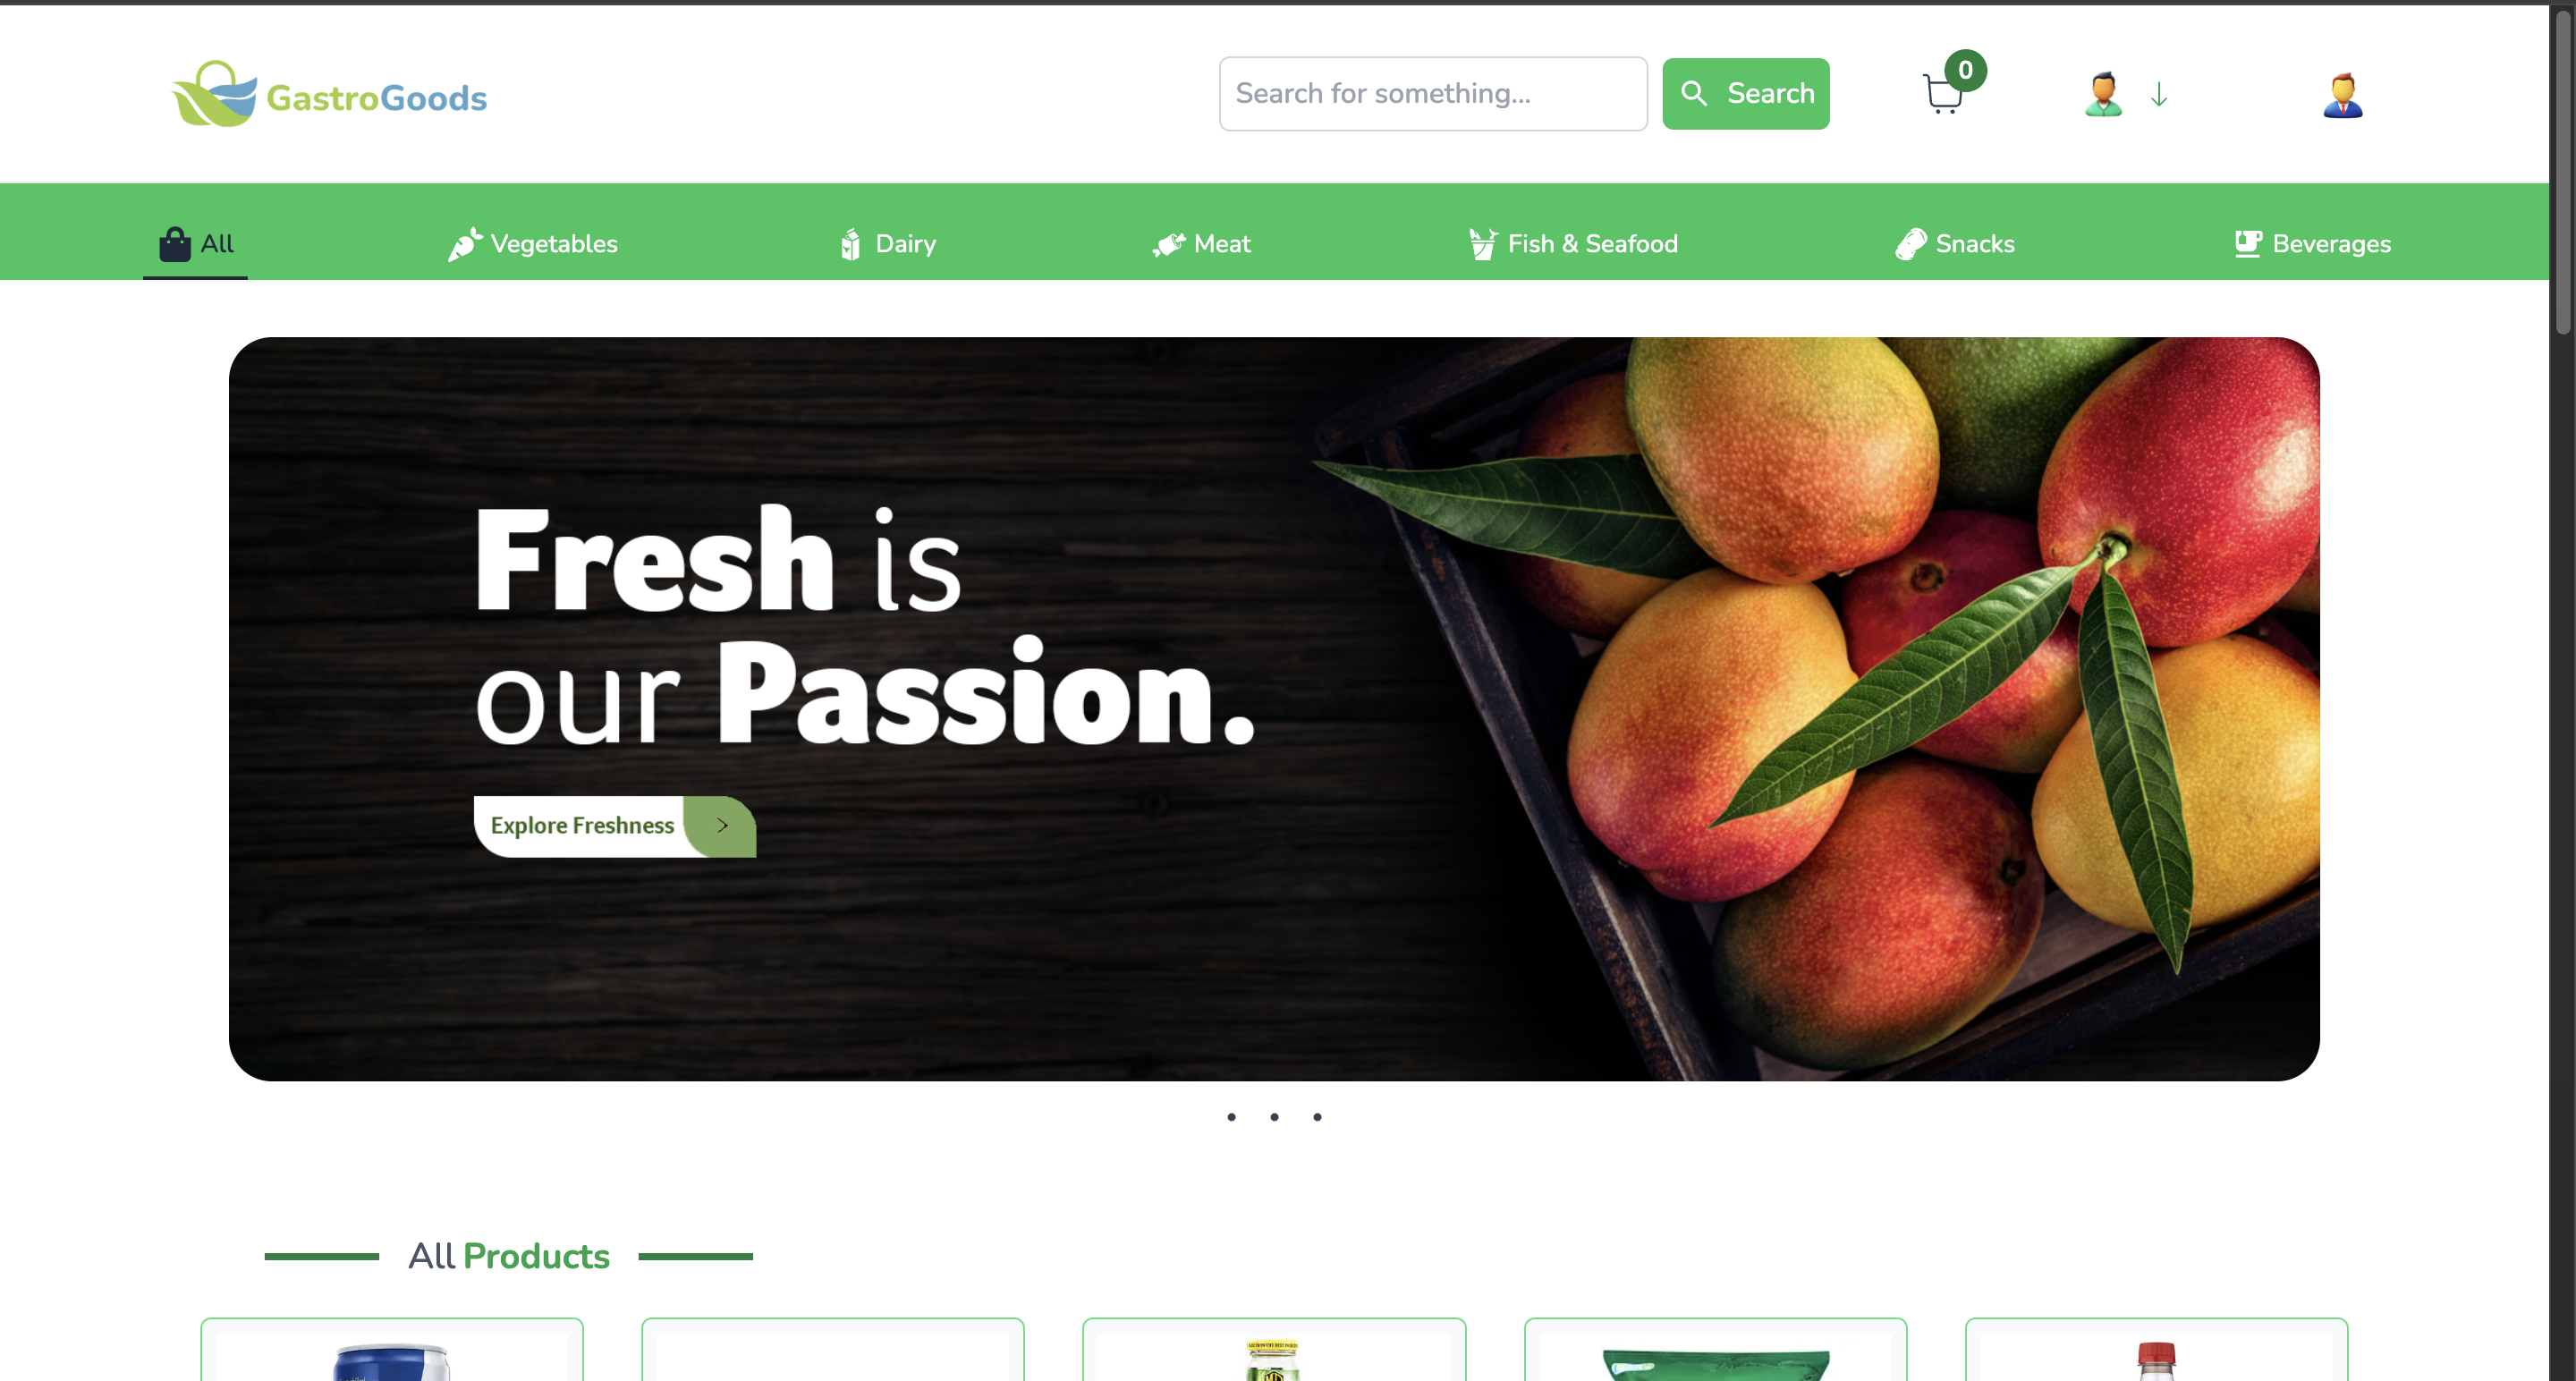 GastroGoods
Search for something...
Search
0
All
Vegetables
Dairy
Meat
Fish & Seafood
Snacks
Beverages
Fresh is
our Passion.
Explore Freshness >
All Products